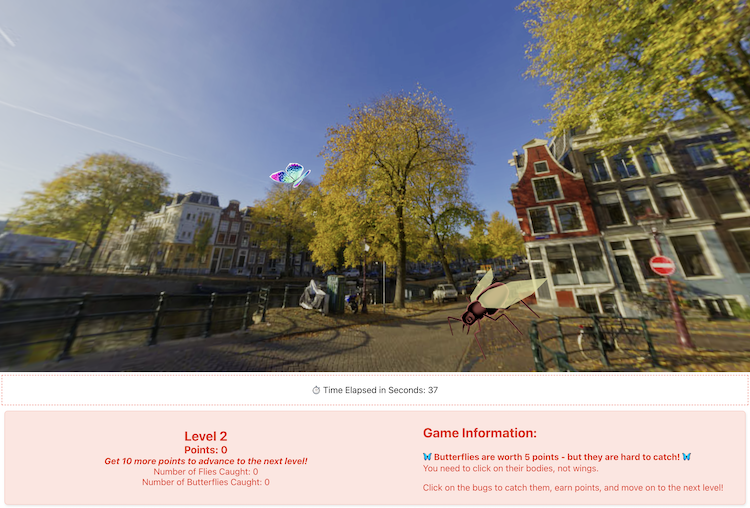 ⏱ Time Elapsed in Seconds: 37
Level 2
Points: 0
Get 10 more points to advance to the next level!
Number of Flies Caught: 0
Number of Butterflies Caught: 0
Game Information:
🦋 Butterflies are worth 5 points - but they are hard to catch! 🦋
You need to click on their bodies, not wings.
Click on the bugs to catch them, earn points, and move on to the next level!